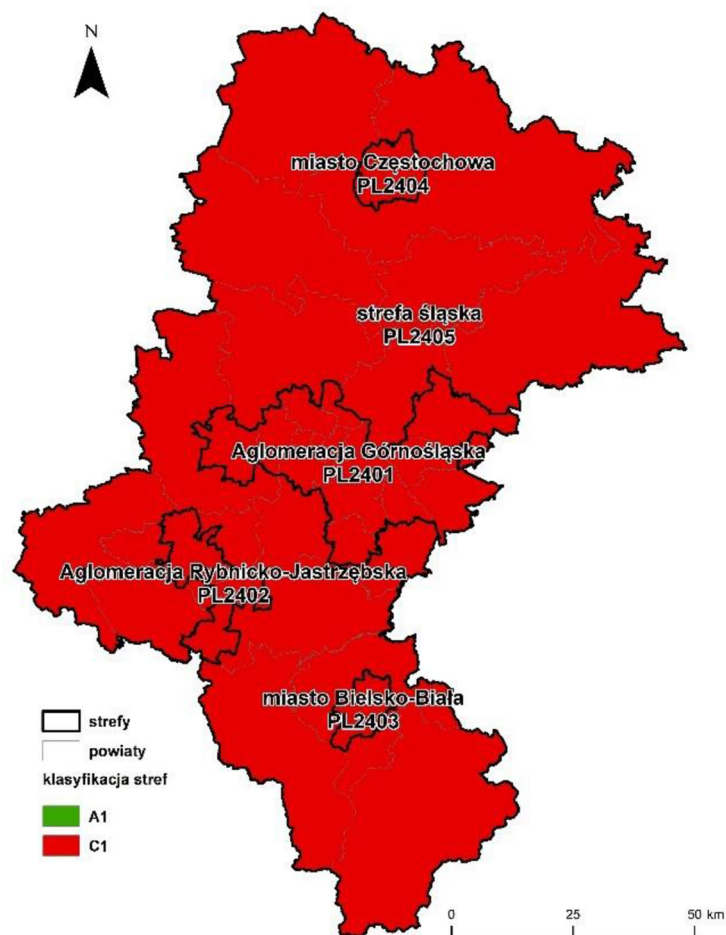 N
miasto Częstochowa
PL2404
strefa śląska
PL2405
Aglomeracja Górnośląska
PL2401
Aglomeracja Rybnicko-Jastrzębska
PL2402
miasto Bielsko-Biała
PL2403
strefy
powiaty
klasyfikacja stref
A1
C1
0 25 50 km